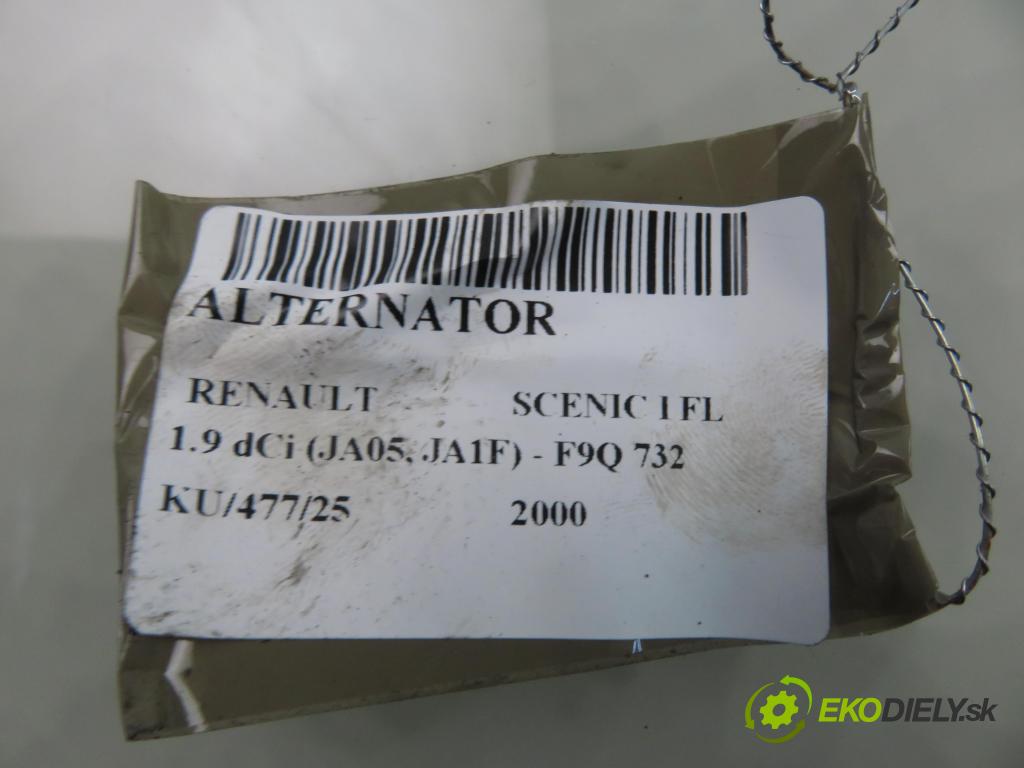 ALTERNATOR
RENAULT SCENIC I FL
1.9 dCi (JA05, JA1F) - F9Q 732
KU/477/25 2000
EKODIELY.sk